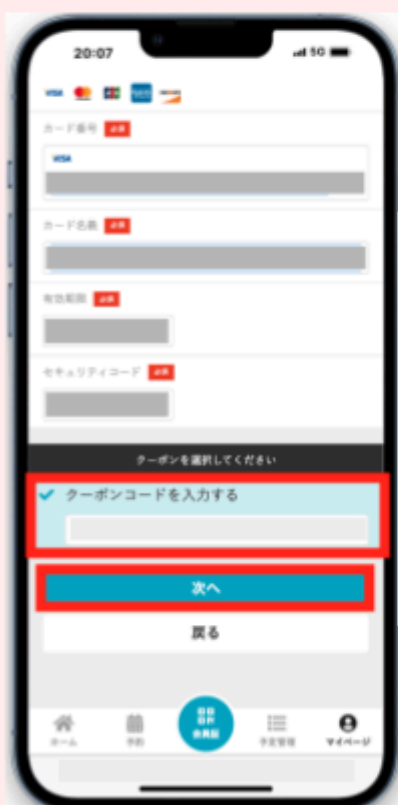 20:07
5G
VISA JCB
カード番号 必須
VISA
カード名義 必須
有効期限 必須
セキュリティコード 必須
クーポンを選択してください
クーポンコードを入力する
次へ
戻る
会員証
ホーム 予約 予定管理 マイページ